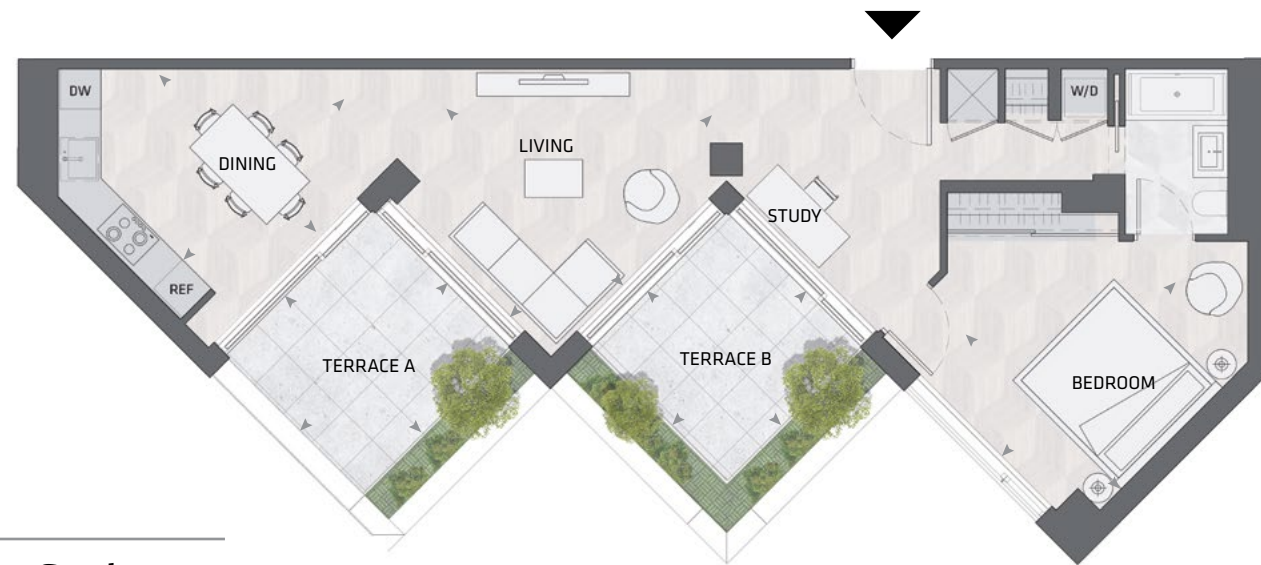 DW
W/D
LIVING
DINING
STUDY
REF
TERRACE A
TERRACE B
BEDROOM